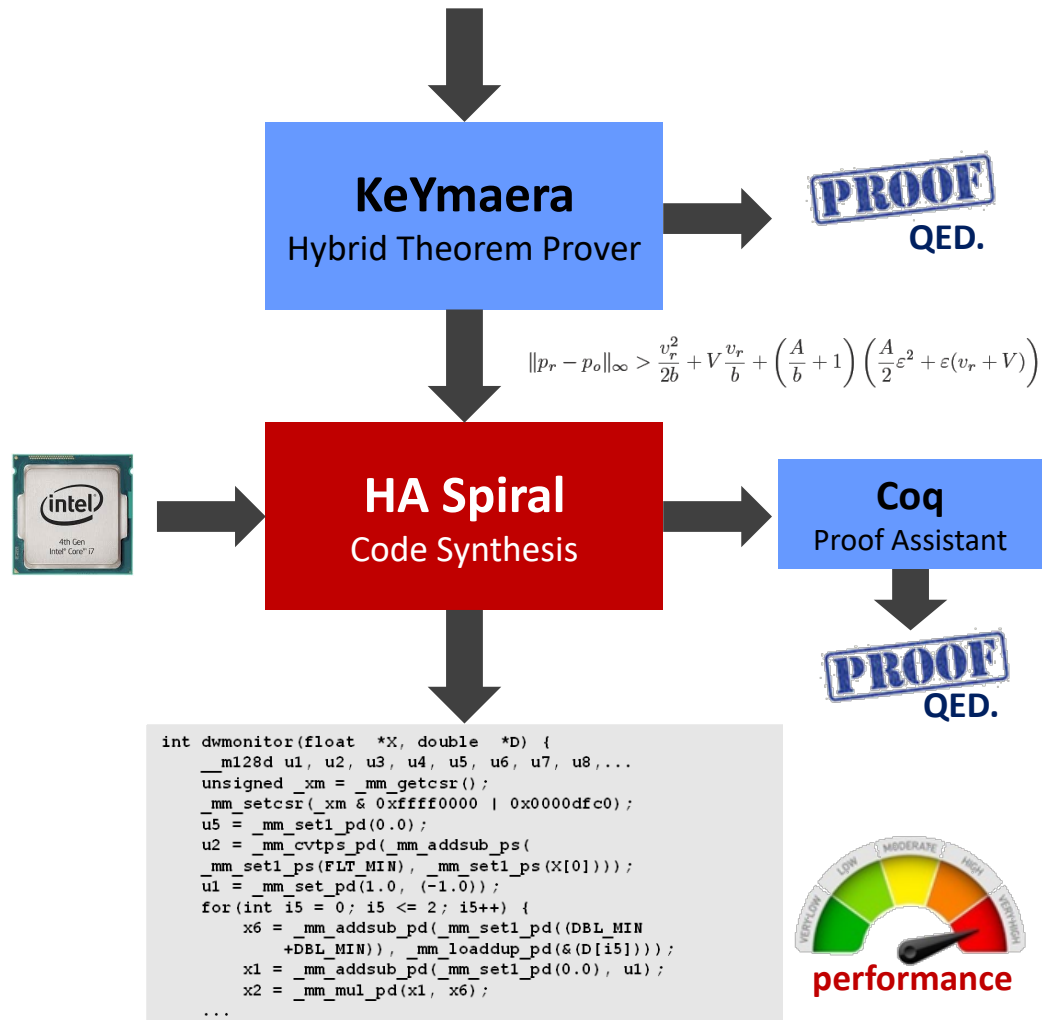 KeYmaera
Hybrid Theorem Prover
PROOF
QED.
‖p_r − p_o‖_∞ > v_r^2/2b + V v_r/b + (A/b + 1) (A/2 ε^2 + ε(v_r + V))
intel
4th Gen
Intel® Core™ i7
HA Spiral
Code Synthesis
Coq
Proof Assistant
PROOF
QED.
int dwmonitor(float  *X, double  *D) {
    __m128d u1, u2, u3, u4, u5, u6, u7, u8,...
    unsigned _xm = _mm_getcsr();
    _mm_setcsr(_xm & 0xffff0000 | 0x0000dfc0);
    u5 = _mm_set1_pd(0.0);
    u2 = _mm_cvtps_pd(_mm_addsub_ps(
    _mm_set1_ps(FLT_MIN), _mm_set1_ps(X[0])));
    u1 = _mm_set_pd(1.0, (-1.0));
    for(int i5 = 0; i5 <= 2; i5++) {
        x6 = _mm_addsub_pd(_mm_set1_pd((DBL_MIN
            +DBL_MIN)), _mm_loaddup_pd(&(D[i5])));
        x1 = _mm_addsub_pd(_mm_set1_pd(0.0), u1);
        x2 = _mm_mul_pd(x1, x6);
    ...
VERY LOW
LOW
MODERATE
HIGH
VERY HIGH
performance